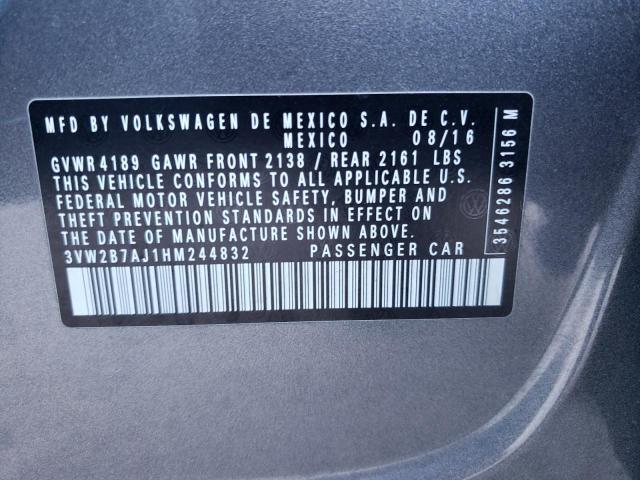 MFD BY VOLKSWAGEN DE MEXICO S.A. DE C.V.
MEXICO 08/16
GVWR 4189 GAWR FRONT 2138 / REAR 2161 LBS
THIS VEHICLE CONFORMS TO ALL APPLICABLE U.S.
FEDERAL MOTOR VEHICLE SAFETY, BUMPER AND
THEFT PREVENTION STANDARDS IN EFFECT ON
THE DATE OF MANUFACTURE SHOWN ABOVE.
3VW2B7AJ1HM244832 PASSENGER CAR
3546286 3156 M